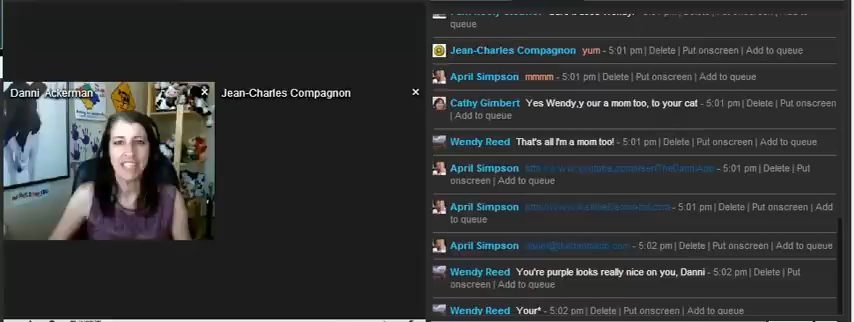 Danni Ackerman
Jean-Charles Compagnon
queue
Jean-Charles Compagnon yum - 5:01 pm | Delete | Put onscreen | Add to queue
April Simpson mmmm - 5:01 pm | Delete | Put onscreen | Add to queue
Cathy Gimbert Yes Wendy,y our a mom too, to your cat - 5:01 pm | Delete | Put onscreen
| Add to queue
Wendy Reed That's all I'm a mom too! - 5:01 pm | Delete | Put onscreen | Add to queue
April Simpson - 5:01 pm | Delete | Put
onscreen | Add to queue
April Simpson - 5:01 pm | Delete | Put onscreen | Add
to queue
April Simpson - 5:02 pm | Delete | Put onscreen | Add to queue
Wendy Reed You're purple looks really nice on you, Danni - 5:02 pm | Delete | Put
onscreen | Add to queue
Wendy Reed Your* - 5:02 pm | Delete | Put onscreen | Add to queue